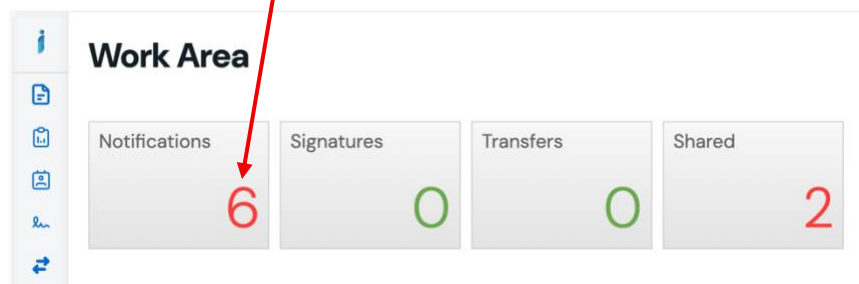 Work Area
Notifications
Signatures
Transfers
Shared
6
0
0
2